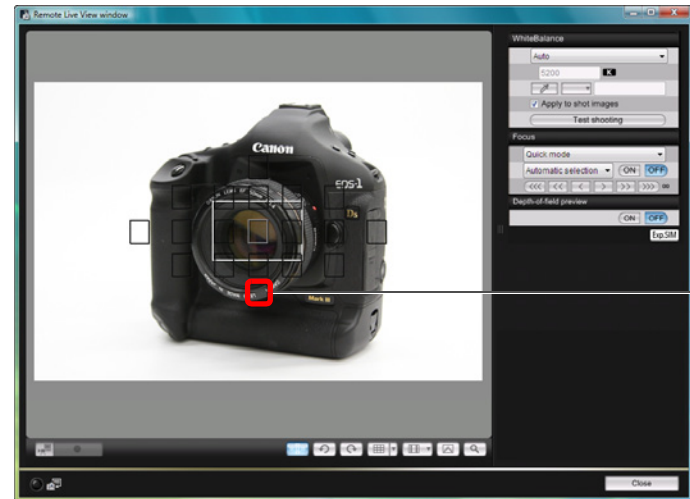 Remote Live View window
WhiteBalance
Auto
5200
K
Apply to shot images
Test shooting
Focus
Quick mode
Automatic selection
ON
OFF
Depth-of-field preview
ON
OFF
Exp.SIM
Canon
EOS-1
Ds
Mark III
Close